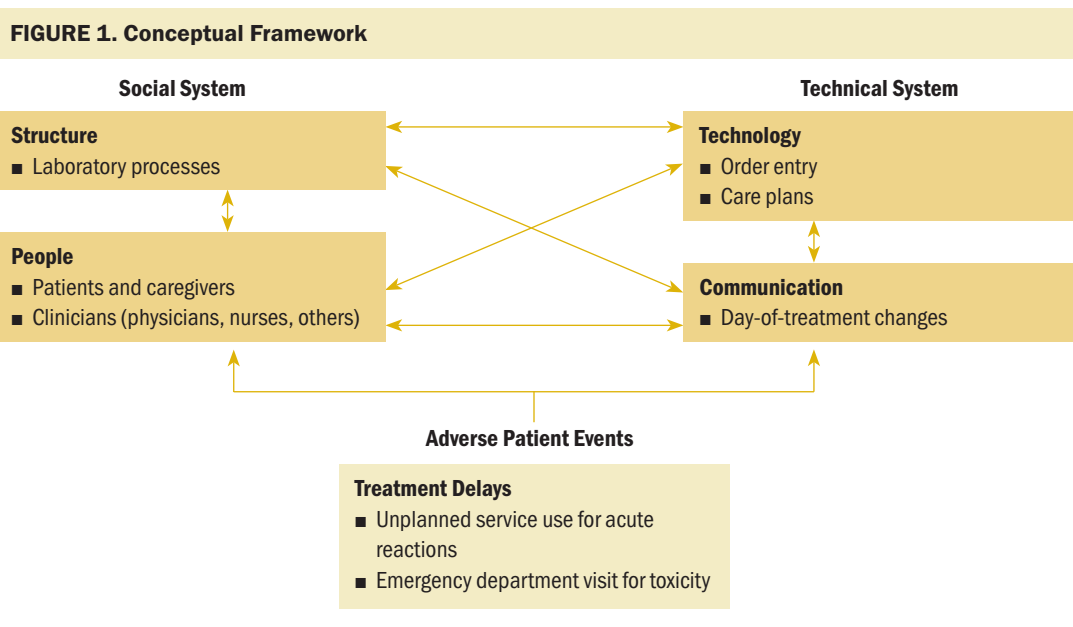 FIGURE 1. Conceptual Framework
Social System
Structure
■ Laboratory processes
People
■ Patients and caregivers
■ Clinicians (physicians, nurses, others)
Technical System
Technology
■ Order entry
■ Care plans
Communication
■ Day-of-treatment changes
Adverse Patient Events
Treatment Delays
■ Unplanned service use for acute
reactions
■ Emergency department visit for toxicity